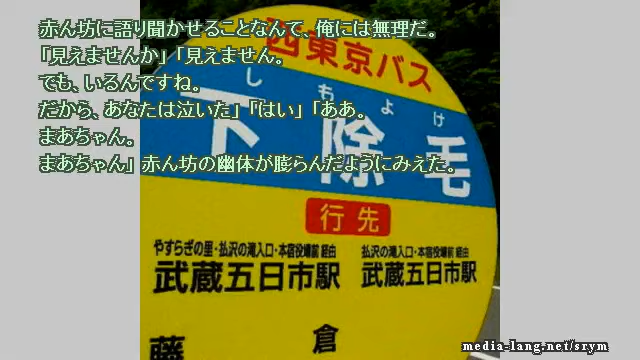 赤ん坊に語り聞かせることなんて、俺には無理だ。
「見えませんか」「見えません。
でも、いるんですね。
だから、あなたは泣いた」「はい」「ああ。
まあちゃん。
まあちゃん」赤ん坊の幽体が膨らんだようにみえた。
西東京バス
しもよけ
下除毛
行先
やすらぎの里・払沢の滝入口・本宿役場前 経由
武蔵五日市駅
払沢の滝入口・本宿役場前 経由
武蔵五日市駅
藤倉
media-lang.net/srym